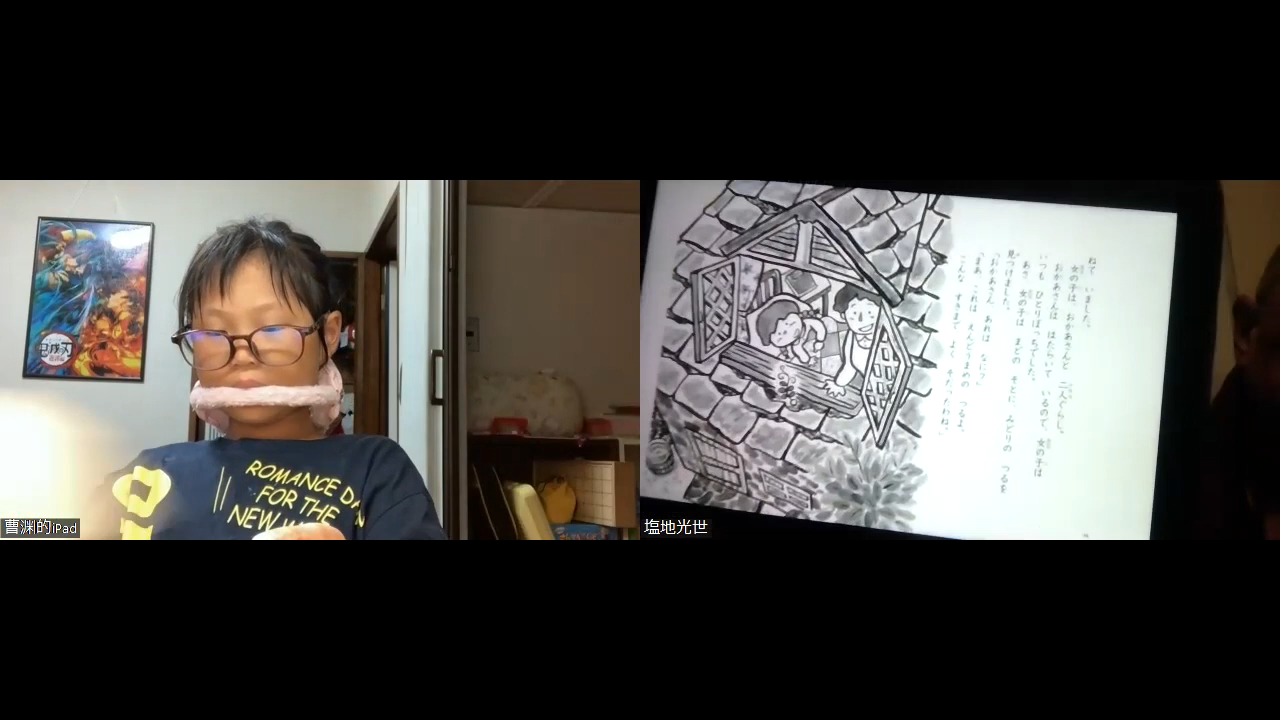 鬼滅刃
ROMANCE DA
FOR THE
NEW W
曹渊的iPad
ねて いました。
女の子は、おかあさんと 二人ぐらし。
おかあさんは はたらいて いるので、女の子は
いつも ひとりぼっちでした。
あさ、女の子は まどの そとに、みどりの つるを
見つけました。
「おかあさん、あれは なに?」
「まあ、これは えんどうまめの つるよ。
こんな すきまで よく そだったわね。」
塩地光世